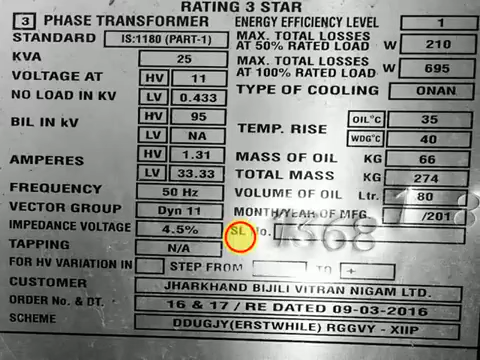 RATING 3 STAR
3 PHASE TRANSFORMER ENERGY EFFICIENCY LEVEL 1
STANDARD IS:1180 (PART-1) MAX. TOTAL LOSSES AT 50% RATED LOAD W 210
KVA 25 MAX. TOTAL LOSSES AT 100% RATED LOAD W 695
VOLTAGE AT HV 11 TYPE OF COOLING ONAN
NO LOAD IN KV LV 0.433
BIL IN kV HV 95 TEMP. RISE OIL°C 35
LV NA WDG°C 40
AMPERES HV 1.31 MASS OF OIL KG 66
LV 33.33 TOTAL MASS KG 274
FREQUENCY 50 Hz VOLUME OF OIL Ltr. 80
VECTOR GROUP Dyn 11 MONTH/YEAR OF MFG. /201
IMPEDANCE VOLTAGE 4.5% SL No. 1368
TAPPING N/A
FOR HV VARIATION IN STEP FROM TO +
CUSTOMER JHARKHAND BIJILI VITRAN NIGAM LTD.
ORDER No. & DT. 16 & 17 / RE DATED 09-03-2016
SCHEME DDUGJY(ERSTWHILE) RGGVY - XIIP